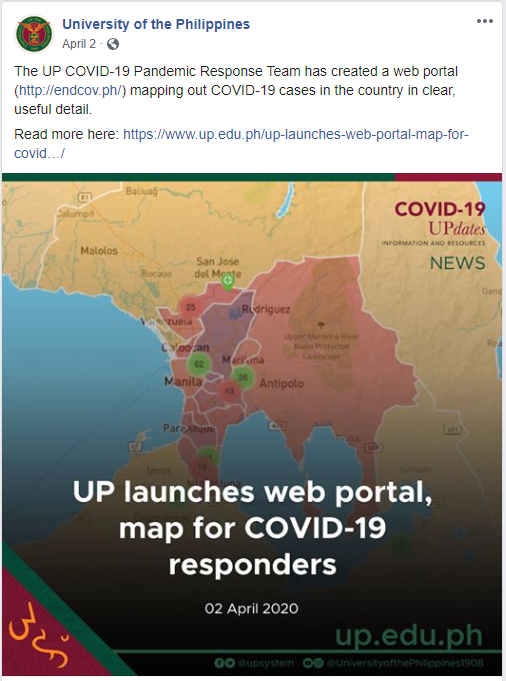 University of the Philippines
April 2 ·
The UP COVID-19 Pandemic Response Team has created a web portal
(http://endcov.ph/) mapping out COVID-19 cases in the country in clear,
useful detail.
Read more here: https://www.up.edu.ph/up-launches-web-portal-map-for-
covid…/
COVID-19
UPdates
INFORMATION AND RESOURCES
NEWS
Baliuag
Calumpit
Malolos
Bocaue
San Jose
del Monte
25
Valenzuela
Rodriguez
Upper Marikina River
Basin Protected
Landscape
Caloocan
62
Marikina
28
Manila
43
Antipolo
Parañaque
Imus
UP launches web portal,
map for COVID-19
responders
02 April 2020
up.edu.ph
@upsystem
@UniversityofthePhilippines1908